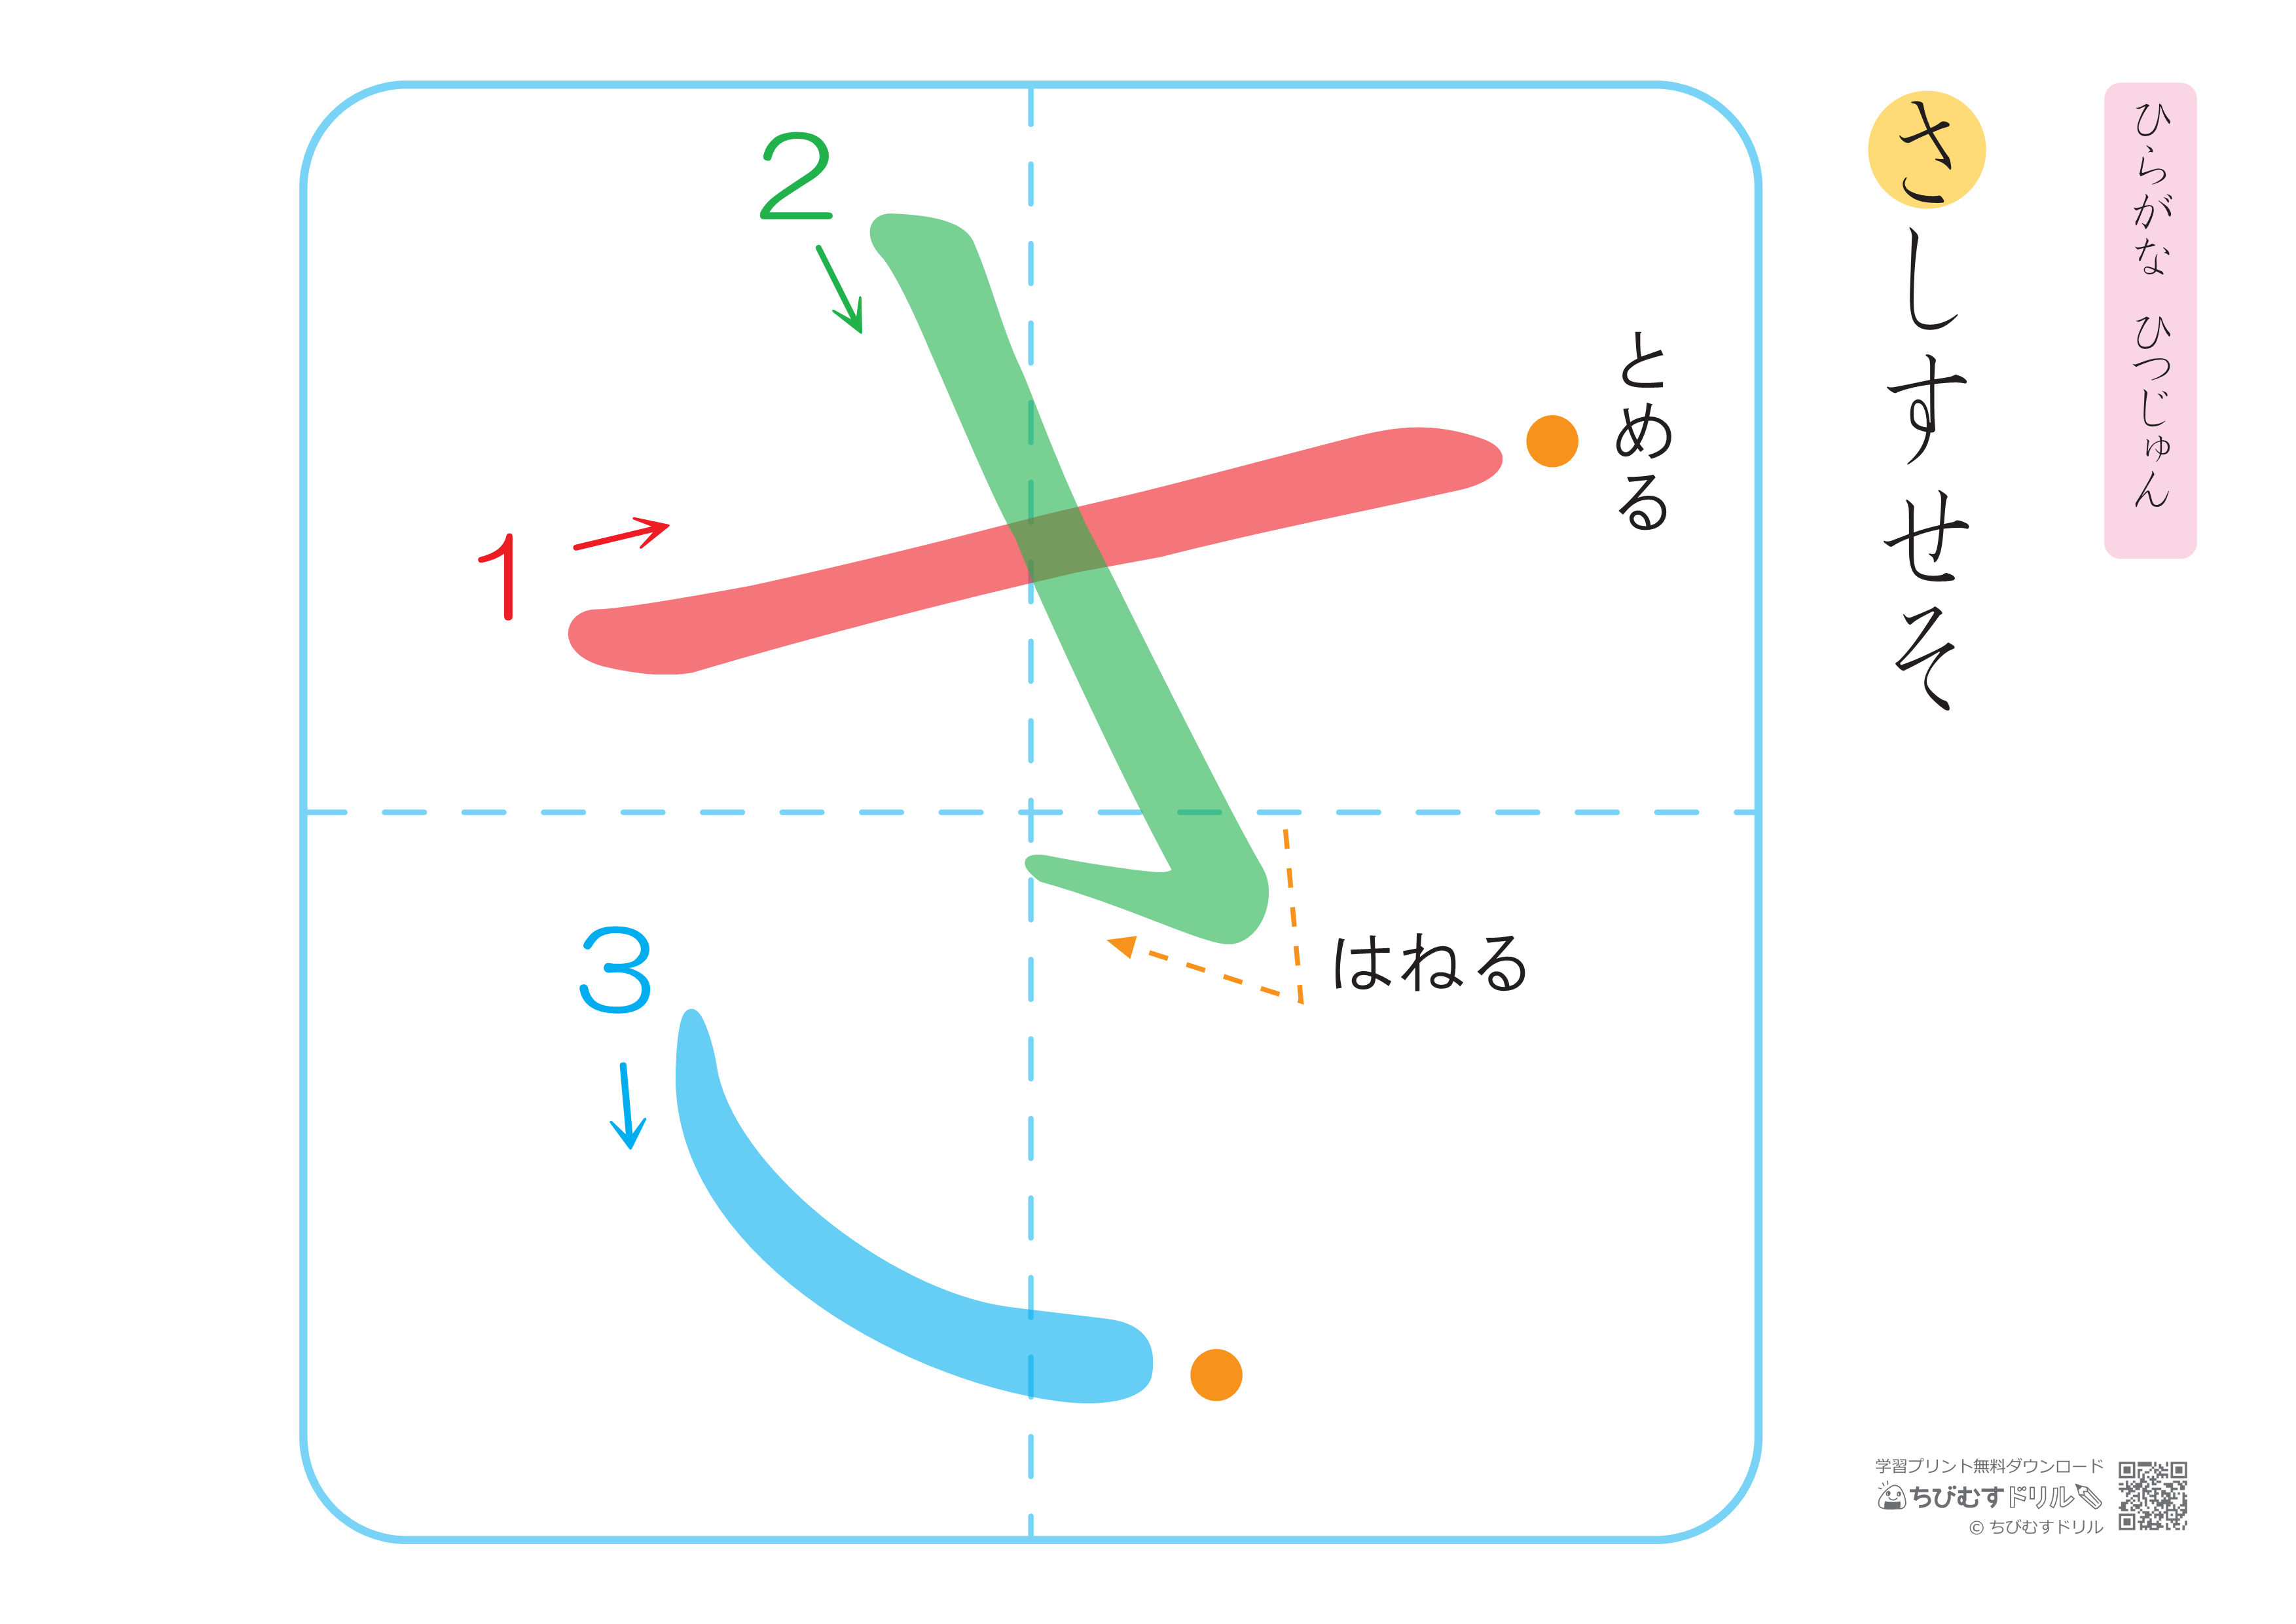 ひらがな ひつじゅん
さしすせそ
1
2
3
とめる
はねる
さ
学習プリント無料ダウンロード
ちびむすドリル
© ちびむすドリル